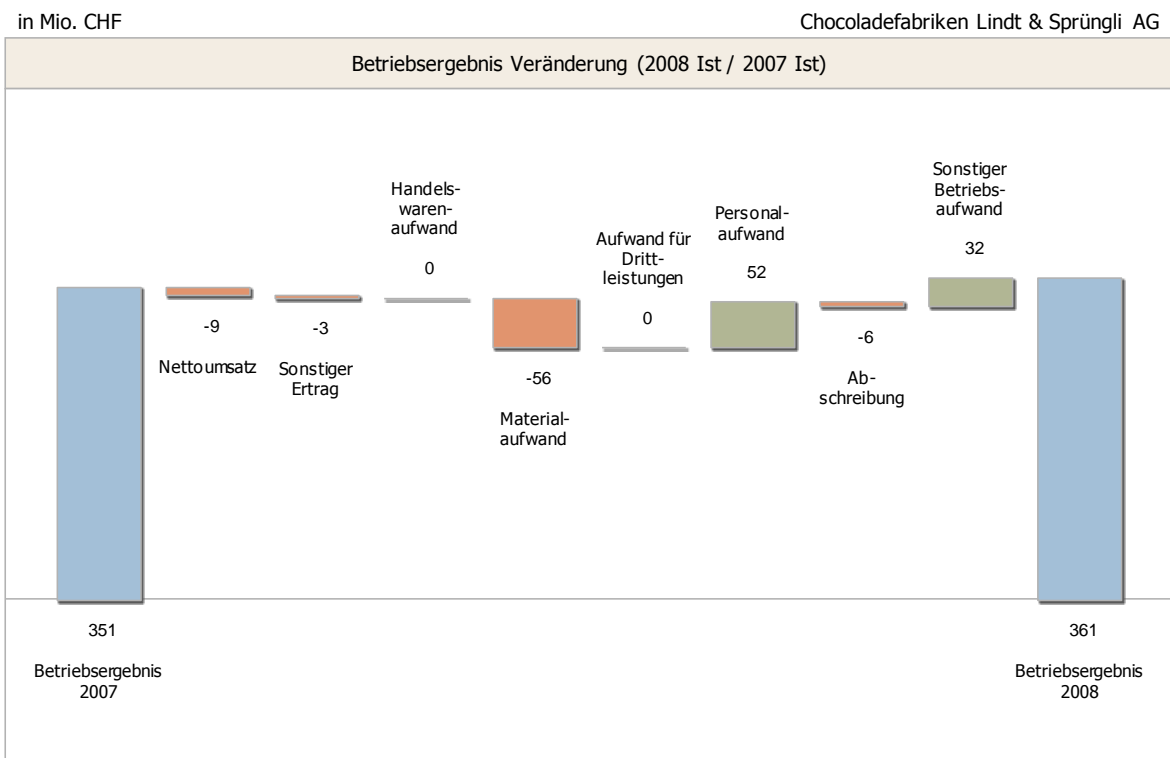 in Mio. CHF
Chocoladefabriken Lindt & Sprüngli AG
Betriebsergebnis Veränderung (2008 Ist / 2007 Ist)
351
Betriebsergebnis
2007
-9
Nettoumsatz
-3
Sonstiger
Ertrag
Handels-
waren-
aufwand
0
-56
Material-
aufwand
Aufwand für
Dritt-
leistungen
0
Personal-
aufwand
52
-6
Ab-
schreibung
Sonstiger
Betriebs-
aufwand
32
361
Betriebsergebnis
2008